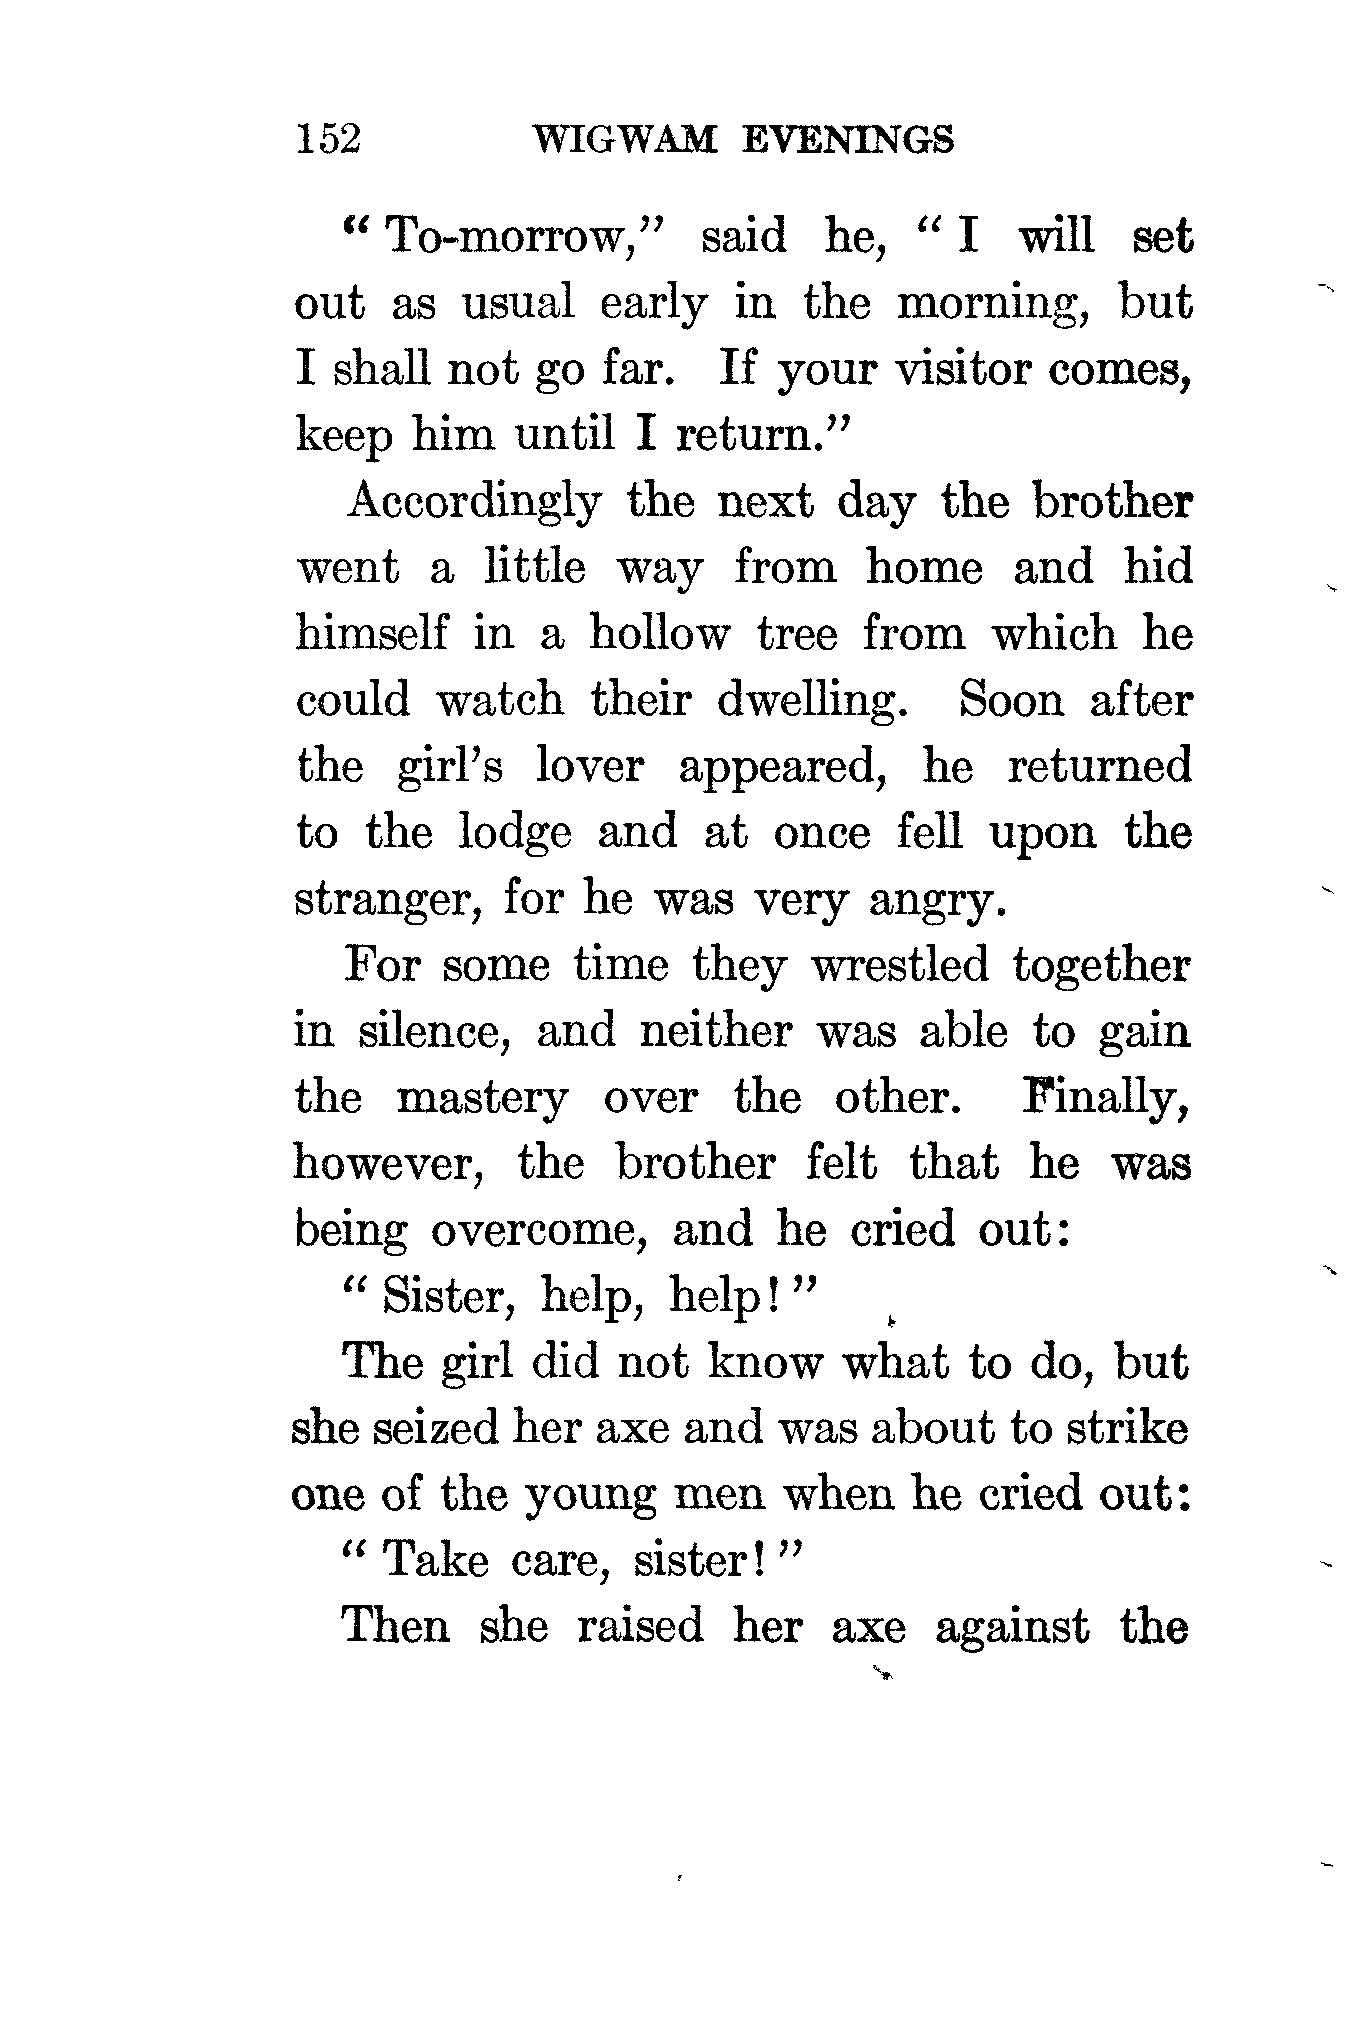 152 WIGWAM EVENINGS
“ To-morrow,” said he, “ I will set
out as usual early in the morning, but
I shall not go far. If your visitor comes,
keep him until I return.”
Accordingly the next day the brother
went a little way from home and hid
himself in a hollow tree from which he
could watch their dwelling. Soon after
the girl’s lover appeared, he returned
to the lodge and at once fell upon the
stranger, for he was very angry.
For some time they wrestled together
in silence, and neither was able to gain
the mastery over the other. Finally,
however, the brother felt that he was
being overcome, and he cried out:
“ Sister, help, help! ”
The girl did not know what to do, but
she seized her axe and was about to strike
one of the young men when he cried out:
“ Take care, sister! ”
Then she raised her axe against the